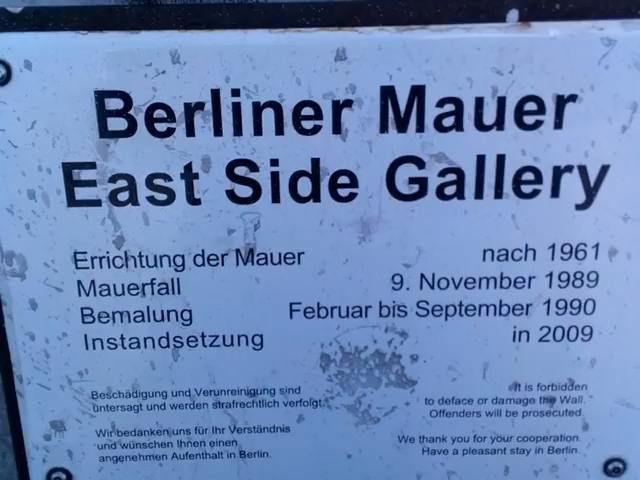 Berliner Mauer
East Side Gallery
Errichtung der Mauer nach 1961
Mauerfall 9. November 1989
Bemalung Februar bis September 1990
Instandsetzung in 2009
Beschädigung und Verunreinigung sind
untersagt und werden strafrechtlich verfolgt.
Wir bedanken uns für Ihr Verständnis
und wünschen Ihnen einen
angenehmen Aufenthalt in Berlin.
It is forbidden
to deface or damage the Wall.
Offenders will be prosecuted.
We thank you for your cooperation.
Have a pleasant stay in Berlin.